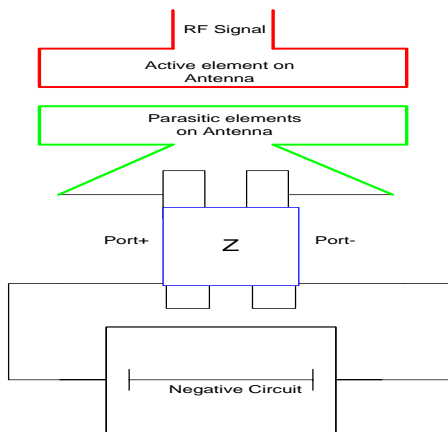 RF Signal
Active element on
Antenna
Parasitic elements
on Antenna
Port+
Z
Port-
Negative Circuit